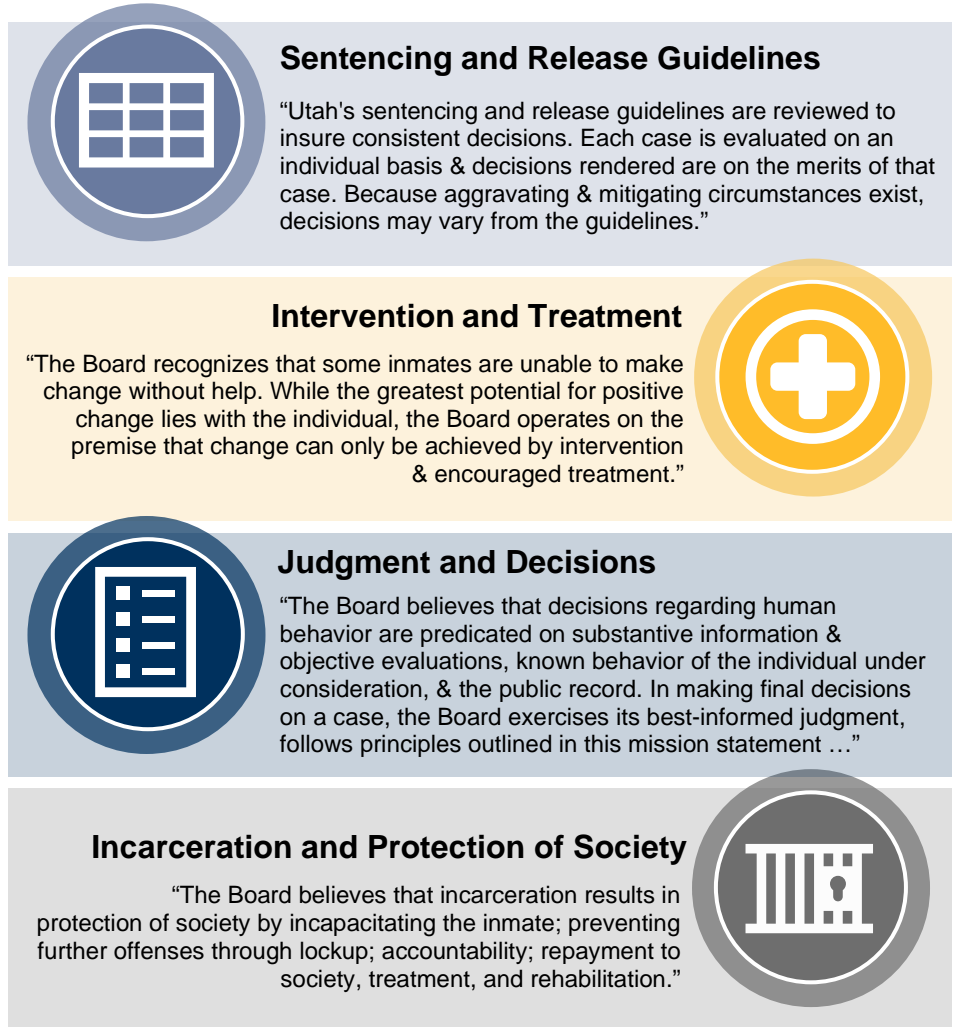 Sentencing and Release Guidelines
“Utah's sentencing and release guidelines are reviewed to
insure consistent decisions. Each case is evaluated on an
individual basis & decisions rendered are on the merits of that
case. Because aggravating & mitigating circumstances exist,
decisions may vary from the guidelines.”
Intervention and Treatment
“The Board recognizes that some inmates are unable to make
change without help. While the greatest potential for positive
change lies with the individual, the Board operates on the
premise that change can only be achieved by intervention
& encouraged treatment.”
Judgment and Decisions
“The Board believes that decisions regarding human
behavior are predicated on substantive information &
objective evaluations, known behavior of the individual under
consideration, & the public record. In making final decisions
on a case, the Board exercises its best-informed judgment,
follows principles outlined in this mission statement …”
Incarceration and Protection of Society
“The Board believes that incarceration results in
protection of society by incapacitating the inmate; preventing
further offenses through lockup; accountability; repayment to
society, treatment, and rehabilitation.”